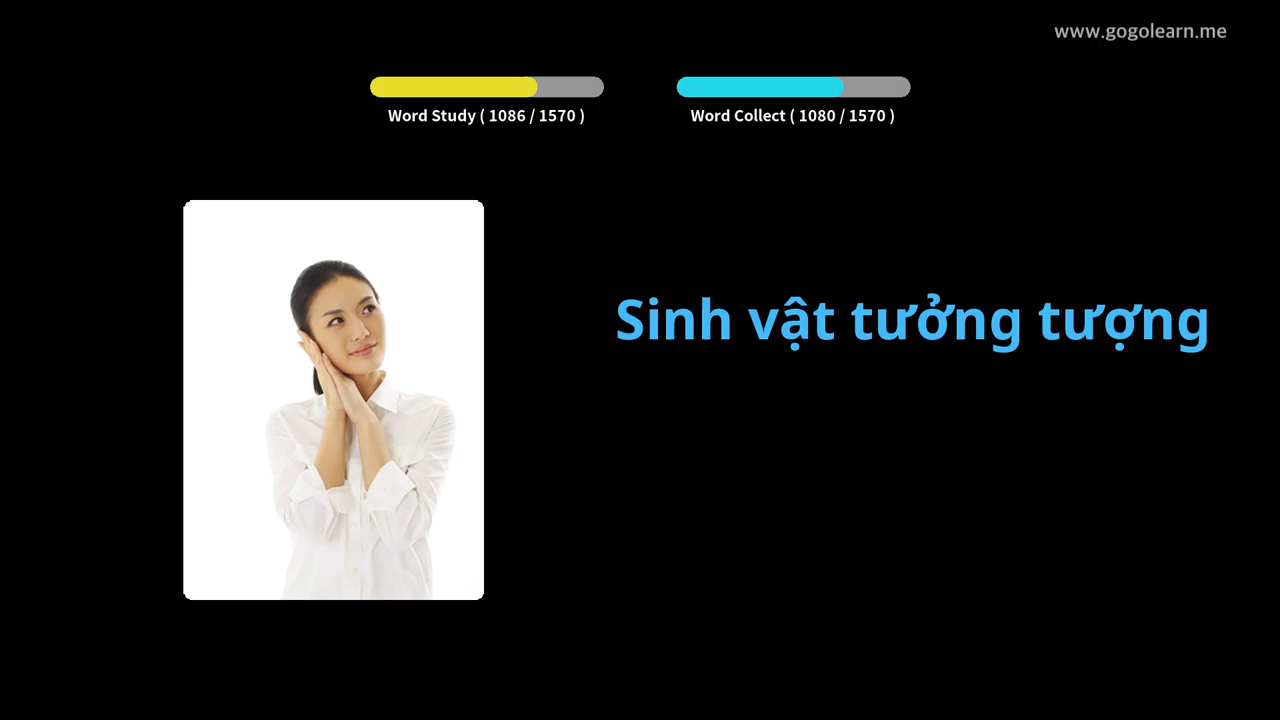 www.gogolearn.me
Word Study ( 1086 / 1570 )
Word Collect ( 1080 / 1570 )
Sinh vật tưởng tượng